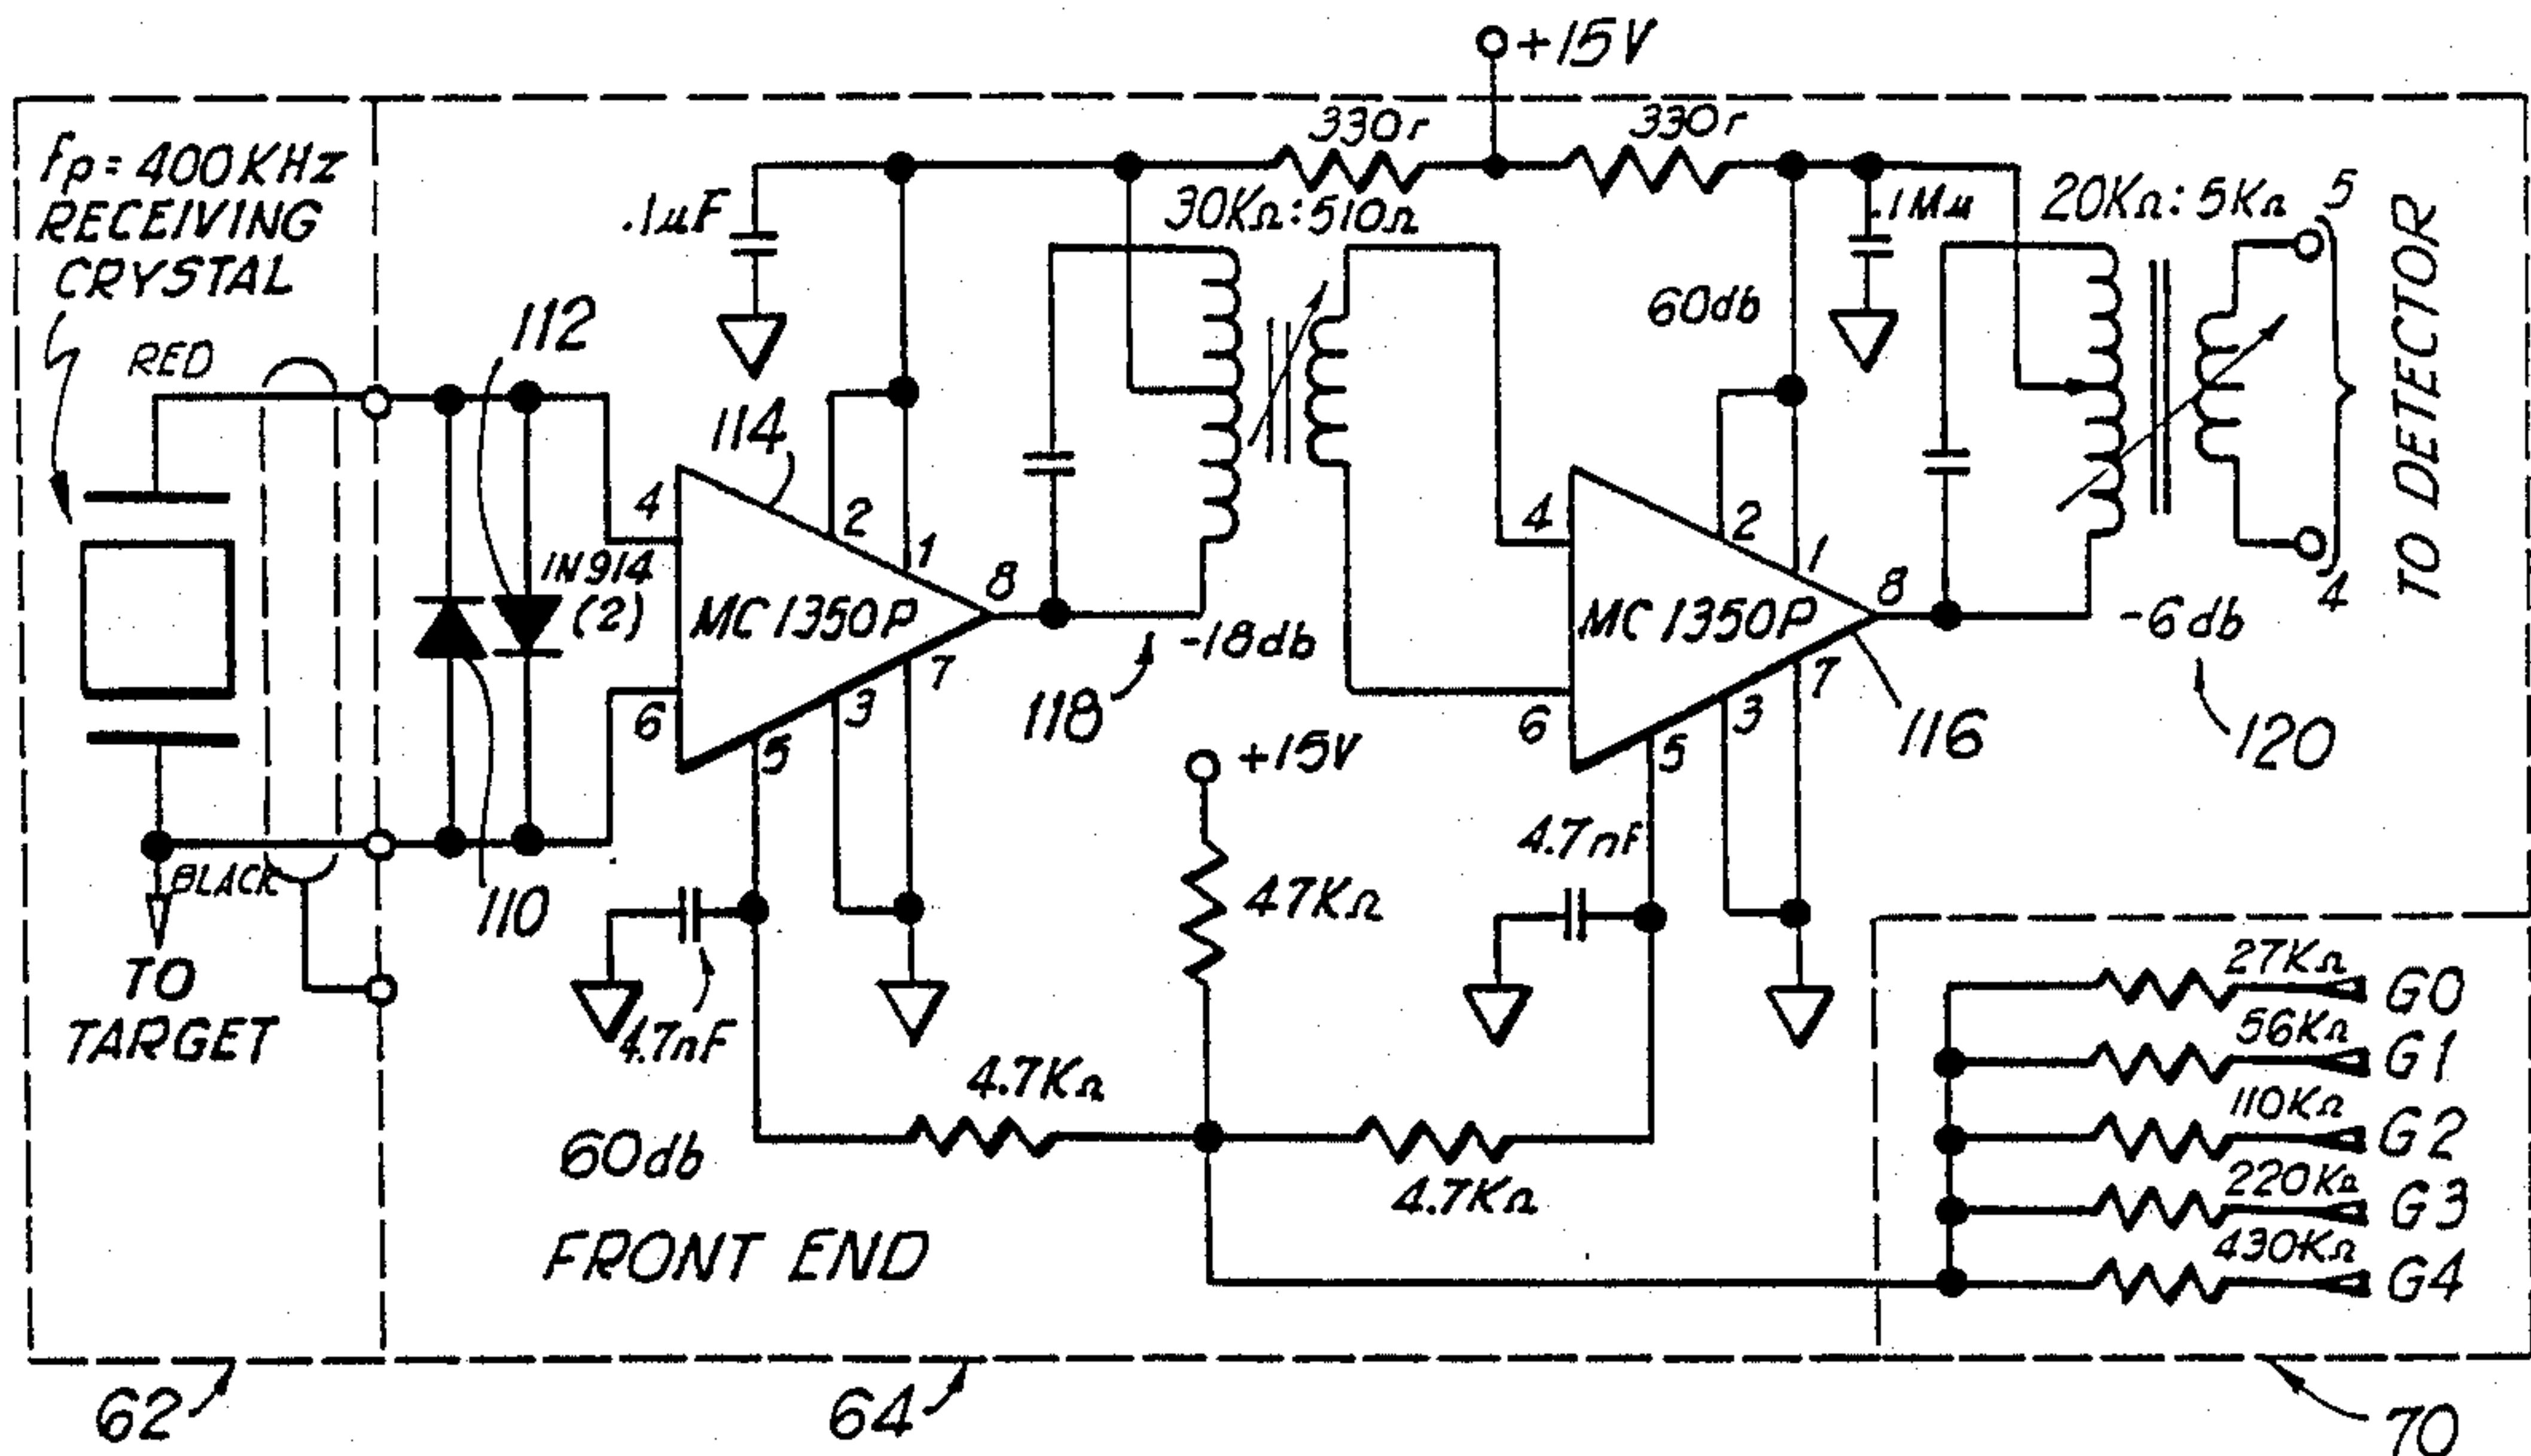 +15V
fp = 400KHz
RECEIVING
CRYSTAL
330r
330r
.1µF
30KΩ:510Ω
.1Mµ
20KΩ:5KΩ
5
TO DETECTOR
RED
112
60db
114
4
2
1
8
1N914
(2)
MC1350P
-18db
118
6
5
3
7
4
2
1
8
MC1350P
-6db
4
6
5
3
7
116
120
+15V
BLACK
110
47KΩ
4.7nF
TO
TARGET
4.7nF
4.7KΩ
4.7KΩ
60db
FRONT END
27KΩ G0
56KΩ G1
110KΩ G2
220KΩ G3
430KΩ G4
62
64
70